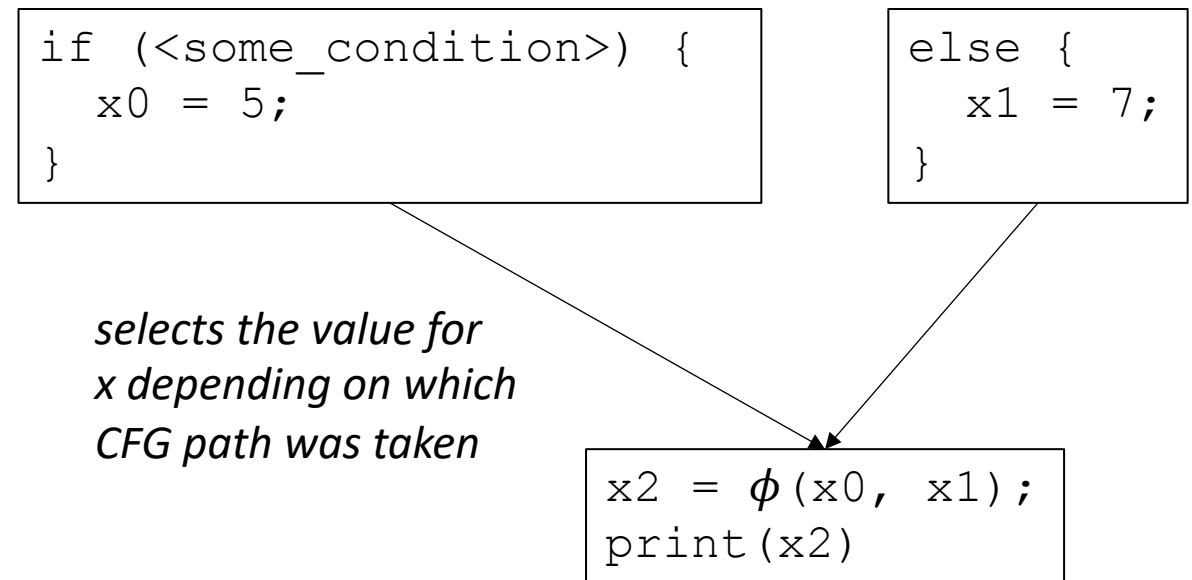 if (<some_condition>) {
  x0 = 5;
}
else {
  x1 = 7;
}
selects the value for
x depending on which
CFG path was taken
x2 = ϕ(x0, x1);
print(x2)